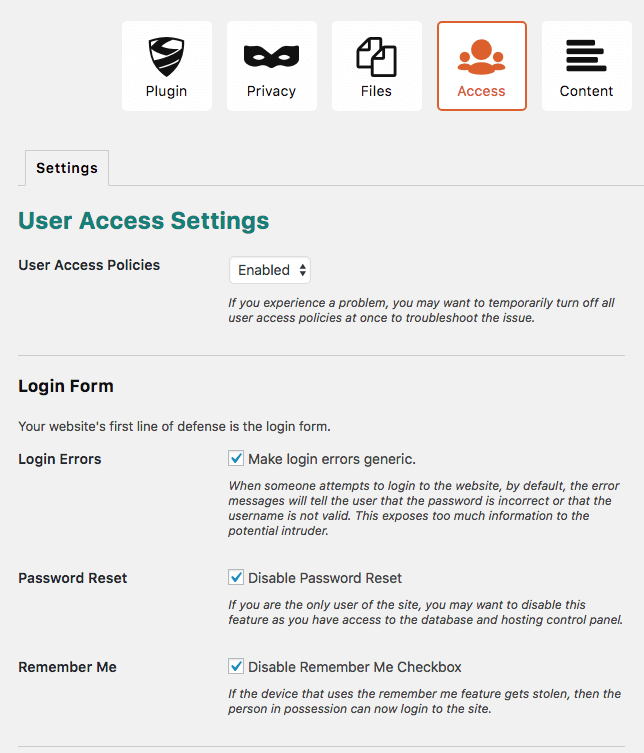 Plugin
Privacy
Files
Access
Content
Settings
User Access Settings
User Access Policies
Enabled
If you experience a problem, you may want to temporarily turn off all
user access policies at once to troubleshoot the issue.
Login Form
Your website's first line of defense is the login form.
Login Errors
Make login errors generic.
When someone attempts to login to the website, by default, the error
messages will tell the user that the password is incorrect or that the
username is not valid. This exposes too much information to the
potential intruder.
Password Reset
Disable Password Reset
If you are the only user of the site, you may want to disable this
feature as you have access to the database and hosting control panel.
Remember Me
Disable Remember Me Checkbox
If the device that uses the remember me feature gets stolen, then the
person in possession can now login to the site.